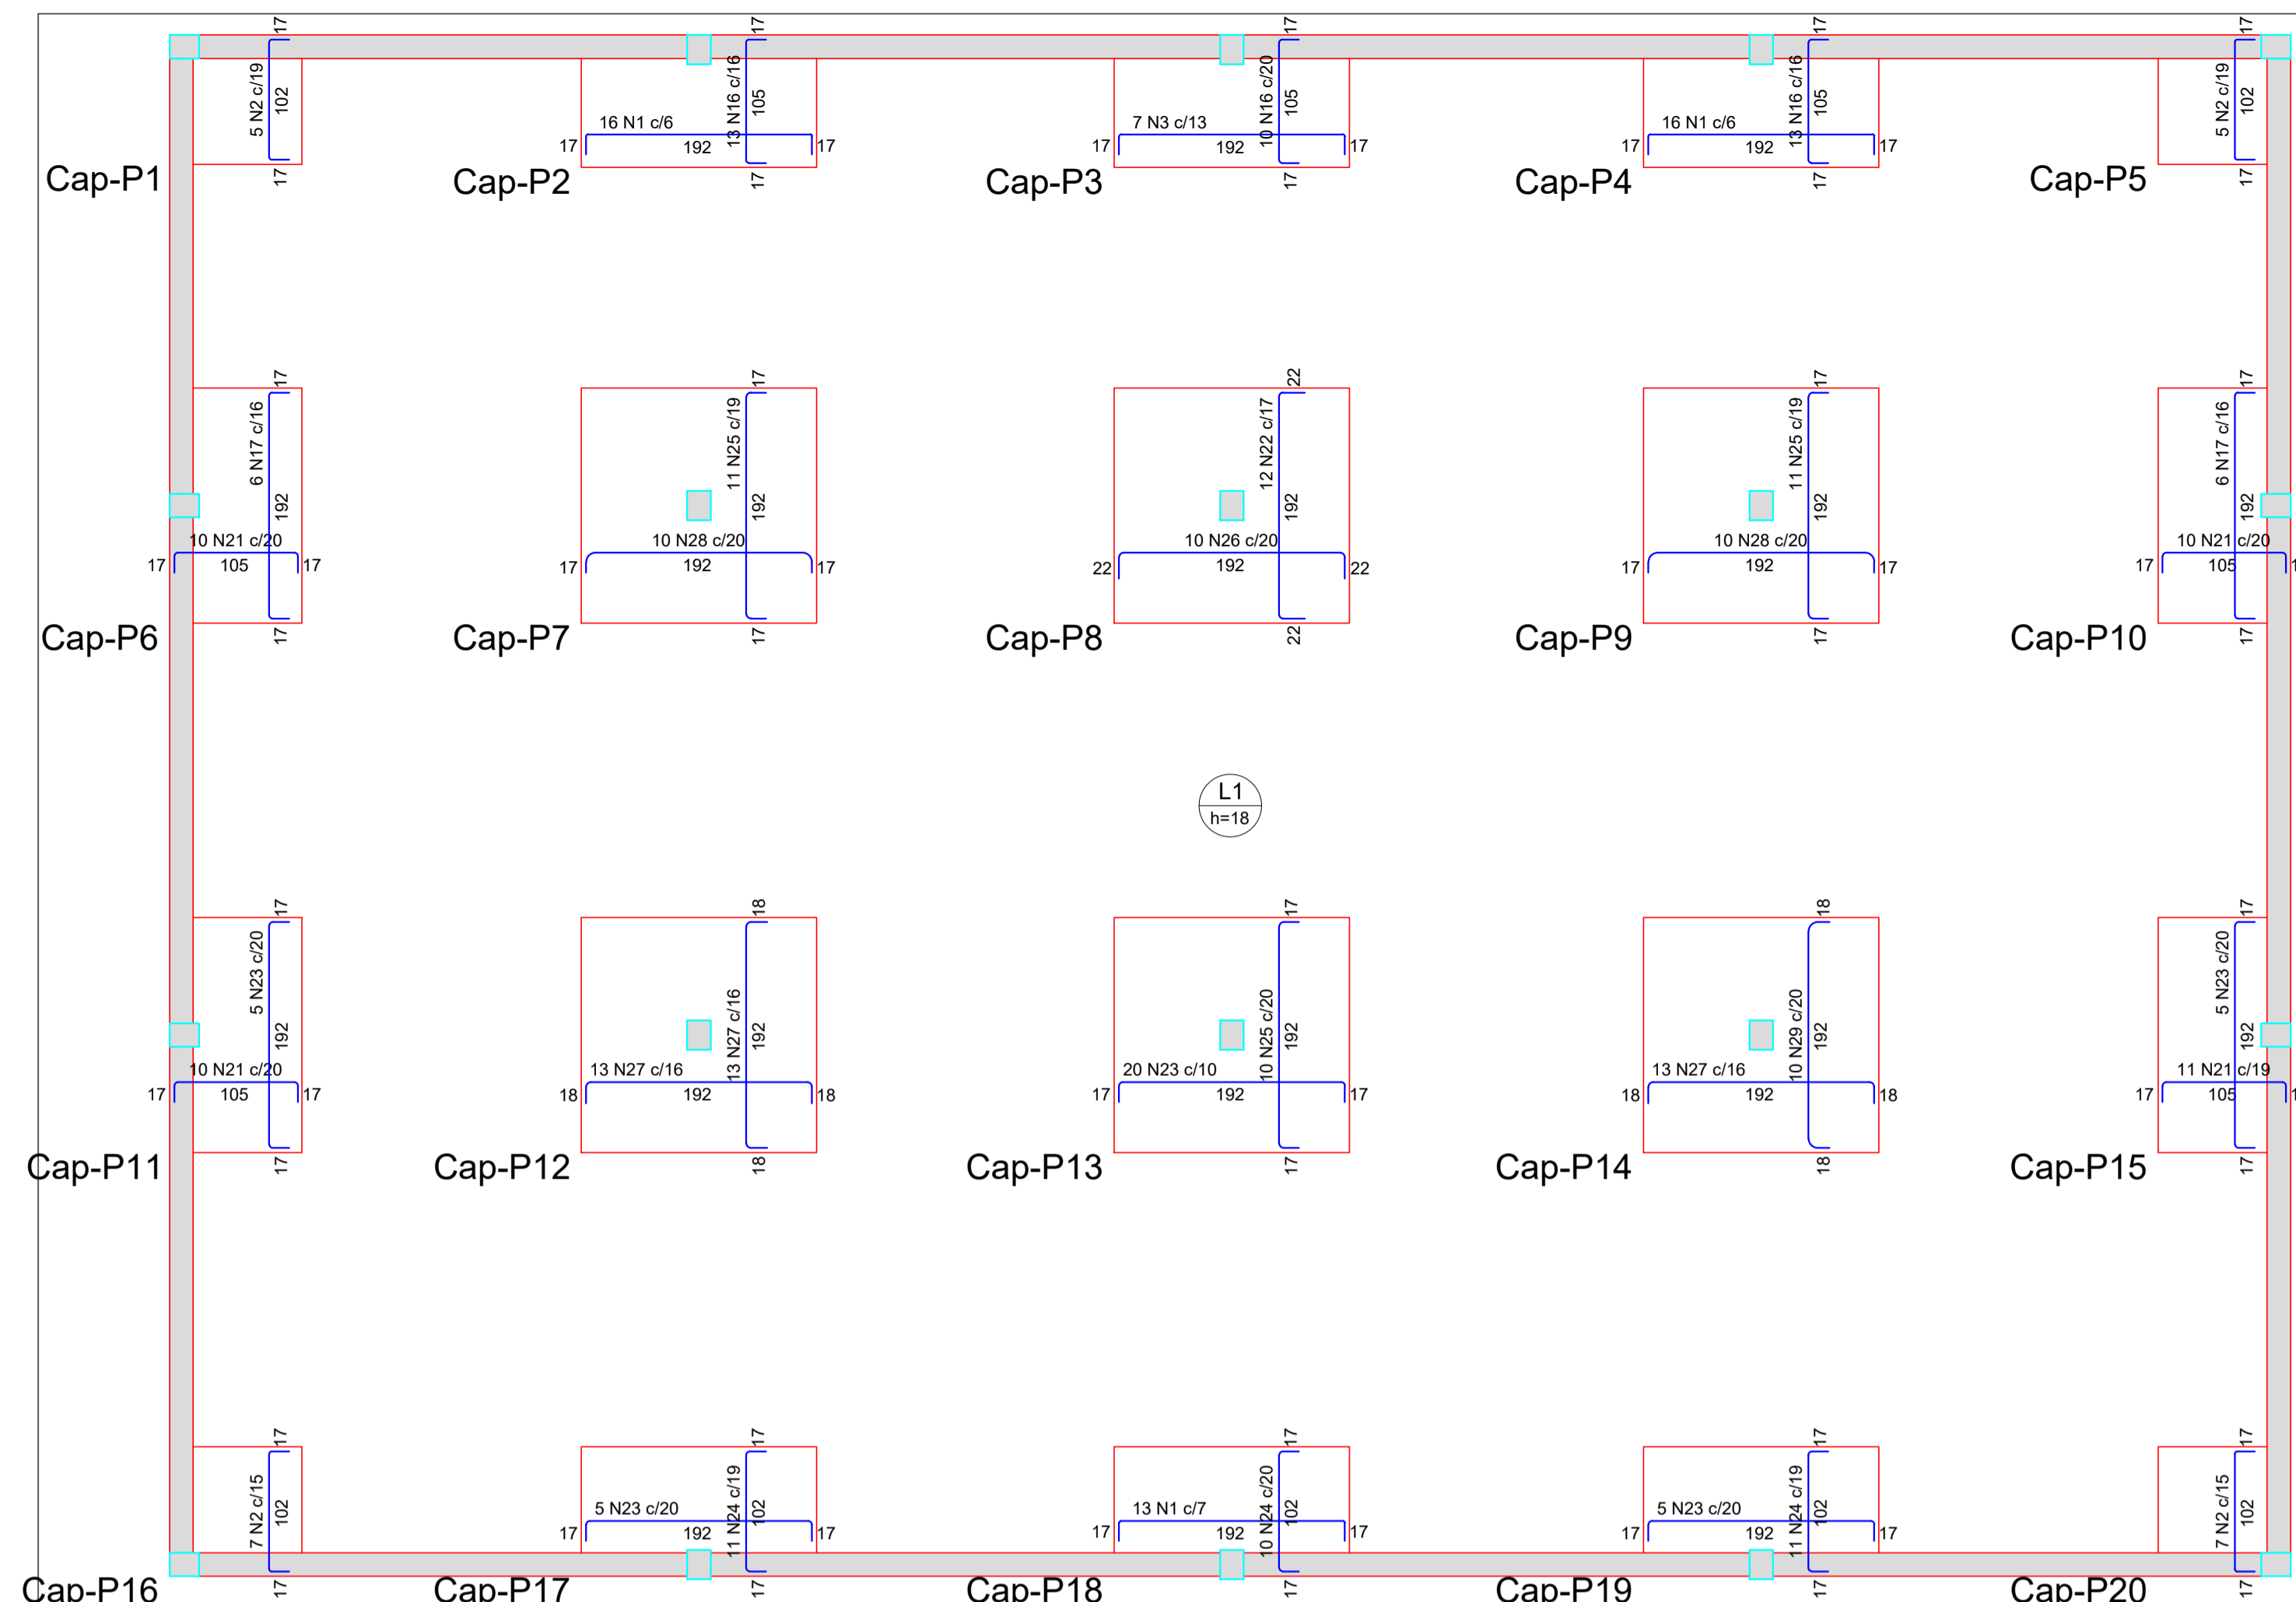 17 17 17 17 17
5 N2 c/19
102
13 N16 c/16
105
10 N16 c/20
105
13 N16 c/16
105
5 N2 c/19
102
16 N1 c/6
17 192 17
7 N3 c/13
17 192 17
16 N1 c/6
17 192 17
17 17 17 17 17
Cap-P1 Cap-P2 Cap-P3 Cap-P4 Cap-P5
17 17 22 17 17
6 N17 c/16
192
11 N25 c/19
192
12 N22 c/17
192
11 N25 c/19
192
6 N17 c/16
192
10 N21 c/20
17 105 17
10 N28 c/20
17 192 17
10 N26 c/20
22 192 22
10 N28 c/20
17 192 17
10 N21 c/20
17 105
17 17 22 17 17
Cap-P6 Cap-P7 Cap-P8 Cap-P9 Cap-P10
L1
h=18
17 18 17 18 17
5 N23 c/20
192
13 N27 c/16
192
10 N25 c/20
192
10 N29 c/20
192
5 N23 c/20
192
10 N21 c/20
17 105 17
13 N27 c/16
18 192 18
20 N23 c/10
17 192 17
13 N27 c/16
18 192 18
11 N21 c/19
17 105
17 18 17 18 17
Cap-P11 Cap-P12 Cap-P13 Cap-P14 Cap-P15
17 17 17 17 17
7 N2 c/15
102
11 N24 c/19
102
10 N24 c/20
102
11 N24 c/19
102
7 N2 c/15
102
5 N23 c/20
17 192 17
13 N1 c/7
17 192 17
5 N23 c/20
17 192 17
17 17 17 17 17
Cap-P16 Cap-P17 Cap-P18 Cap-P19 Cap-P20